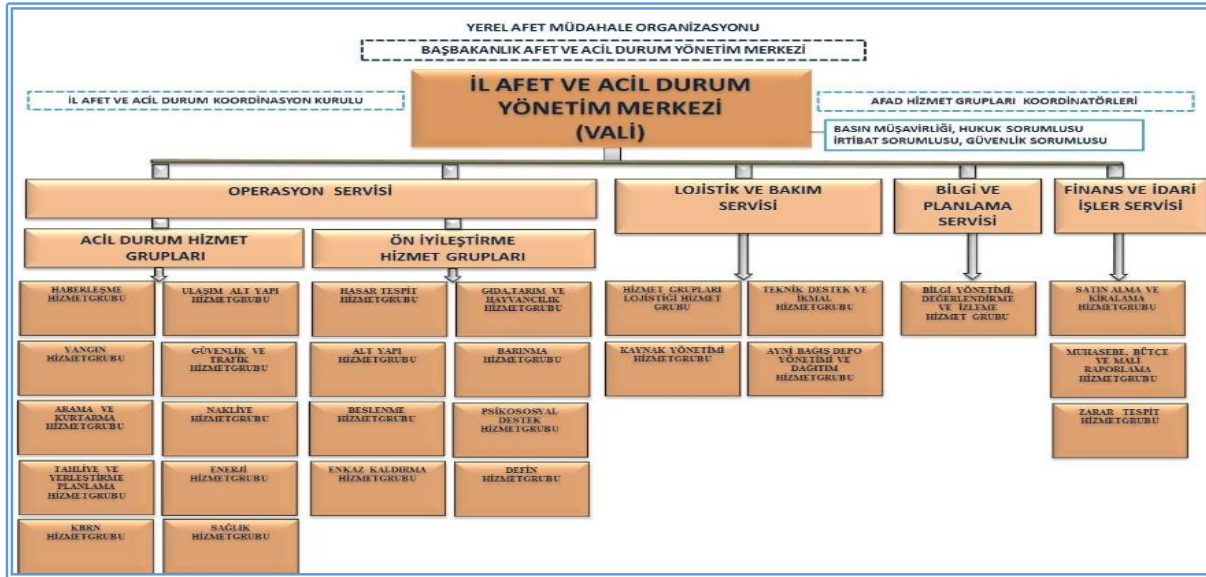 YEREL AFET MÜDAHALE ORGANİZASYONU
BAŞBAKANLIK AFET VE ACİL DURUM YÖNETİM MERKEZİ
İL AFET VE ACİL DURUM
YÖNETİM MERKEZİ
(VALİ)
İL AFET VE ACİL DURUM KOORDİNASYON KURULU
AFAD HİZMET GRUPLARI KOORDİNATÖRLERİ
BASIN MÜŞAVİRLİĞİ, HUKUK SORUMLUSU
İRTİBAT SORUMLUSU, GÜVENLİK SORUMLUSU
OPERASYON SERVİSİ
ACİL DURUM HİZMET
GRUPLARI
HABERLEŞME
HİZMETGRUBU
ULAŞIM ALT YAPI
HİZMETGRUBU
YANGIN
HİZMETGRUBU
GÜVENLİK VE
TRAFİK
HİZMETGRUBU
ARAMA VE
KURTARMA
HİZMETGRUBU
NAKLİYE
HİZMETGRUBU
TAHLİYE VE
YERLEŞTİRME
PLANLAMA
HİZMETGRUBU
ENERJİ
HİZMETGRUBU
KBRN
HİZMETGRUBU
SAĞLIK
HİZMETGRUBU
ÖN İYİLEŞTİRME
HİZMET GRUPLARI
HASAR TESPİT
HİZMETGRUBU
GIDA,TARIM VE
HAYVANCILIK
HİZMETGRUBU
ALT YAPI
HİZMETGRUBU
BARINMA
HİZMETGRUBU
BESLENME
HİZMETGRUBU
PSİKOSOSYAL
DESTEK
HİZMETGRUBU
ENKAZ KALDIRMA
HİZMETGRUBU
DEFİN
HİZMETGRUBU
LOJİSTİK VE BAKIM
SERVİSİ
HİZMET GRUPLARI
LOJİSTİĞİ HİZMET
GRUBU
TEKNİK DESTEK VE
İKMAL HİZMETGRUBU
KAYNAK YÖNETİMİ
HİZMETGRUBU
AYNİ BAĞIŞ DEPO
YÖNETİMİ VE
DAĞITIM
HİZMETGRUBU
BİLGİ VE
PLANLAMA
SERVİSİ
BİLGİ YÖNETİMİ,
DEĞERLENDİRME
VE İZLEME
HİZMET GRUBU
FİNANS VE İDARİ
İŞLER SERVİSİ
SATIN ALMA VE
KİRALAMA
HİZMETGRUBU
MUHASEBE, BÜTÇE
VE MALİ
RAPORLAMA
HİZMETGRUBU
ZARAR TESPİT
HİZMETGRUBU